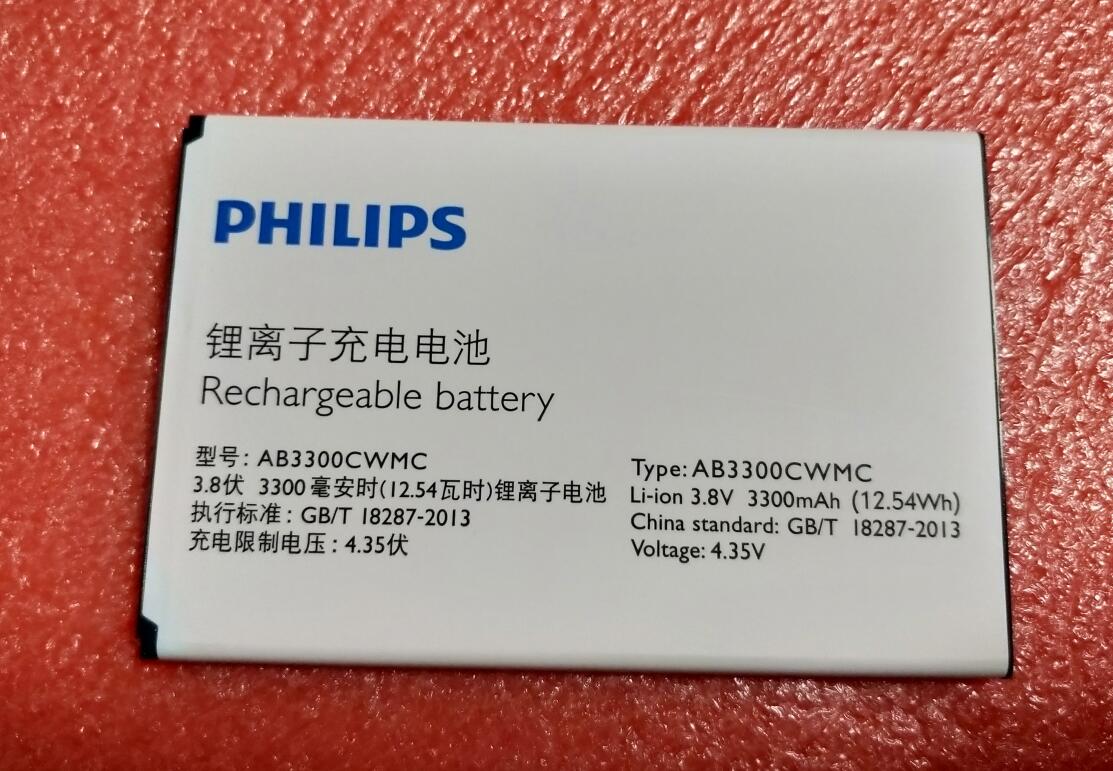 PHILIPS
锂离子充电电池
Rechargeable battery
型号: AB3300CWMC
3.8伏 3300毫安时(12.54瓦时)锂离子电池
执行标准: GB/T 18287-2013
充电限制电压: 4.35伏
Type: AB3300CWMC
Li-ion 3.8V 3300mAh (12.54Wh)
China standard: GB/T 18287-2013
Voltage: 4.35V